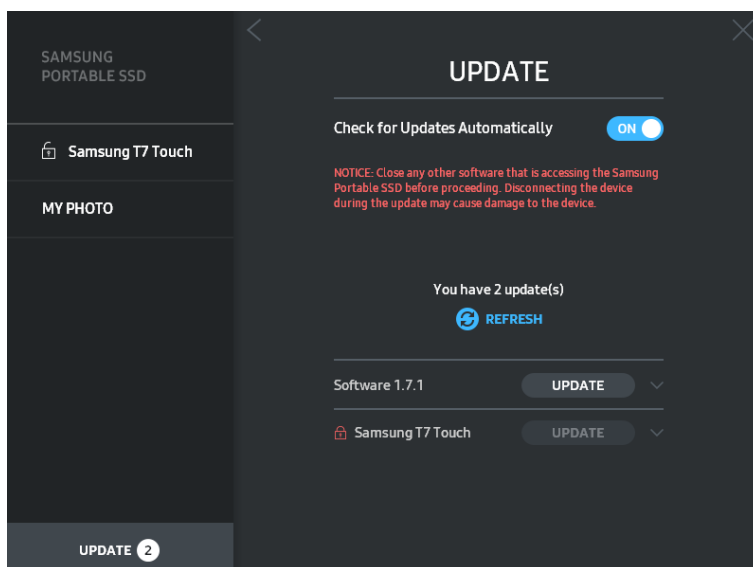 SAMSUNG
PORTABLE SSD
Samsung T7 Touch
MY PHOTO
UPDATE 2
UPDATE
Check for Updates Automatically
ON
NOTICE: Close any other software that is accessing the Samsung
Portable SSD before proceeding. Disconnecting the device
during the update may cause damage to the device.
You have 2 update(s)
REFRESH
Software 1.7.1 UPDATE
Samsung T7 Touch UPDATE